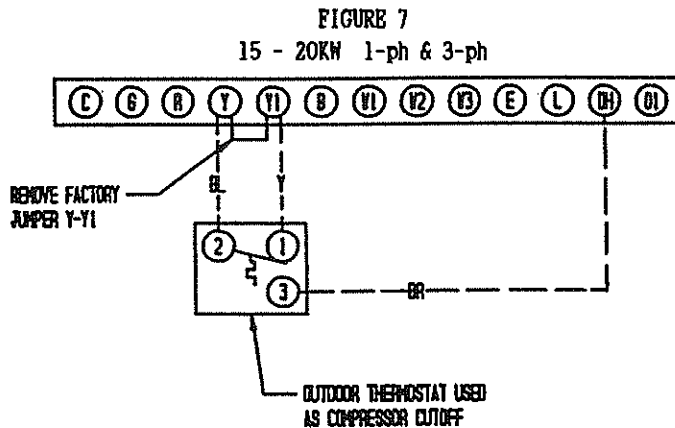 FIGURE 7
15 - 20KW 1-ph & 3-ph
C G R Y Y1 B W1 W2 W3 E L DH D1
REMOVE FACTORY
JUMPER Y-Y1
BL Y
2 1
3
BR
OUTDOOR THERMOSTAT USED
AS COMPRESSOR CUTOFF